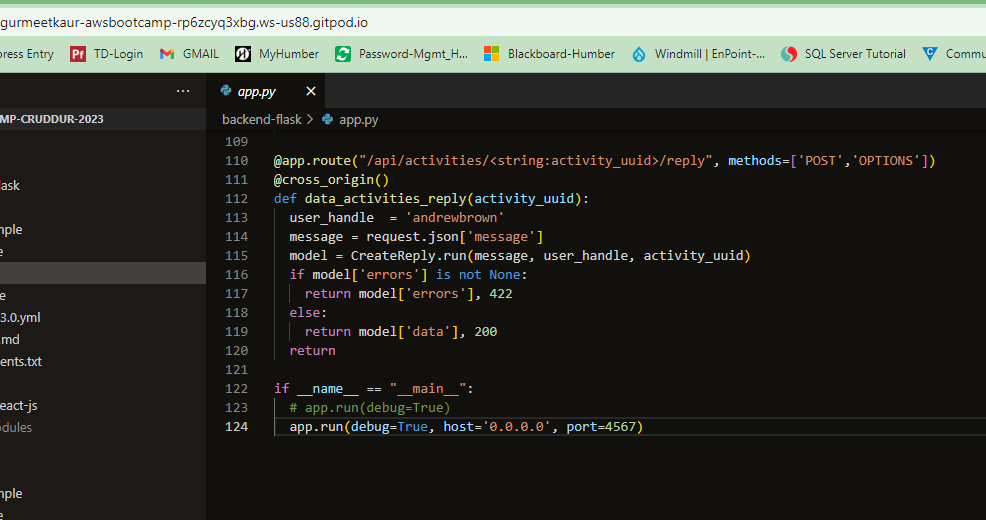 gurmeetkaur-awsbootcamp-rp6zcyq3xbg.ws-us88.gitpod.io
ress Entry TD-Login GMAIL MyHumber Password-Mgmt_H... Blackboard-Humber Windmill | EnPoint-... SQL Server Tutorial Commu
... app.py ×
MP-CRUDDUR-2023
backend-flask > app.py
109
110 @app.route("/api/activities/<string:activity_uuid>/reply", methods=['POST','OPTIONS'])
111 @cross_origin()
lask
112 def data_activities_reply(activity_uuid):
113 user_handle  = 'andrewbrown'
mple
114 message = request.json['message']
e
115 model = CreateReply.run(message, user_handle, activity_uuid)
116 if model['errors'] is not None:
e
117 return model['errors'], 422
3.0.yml
118 else:
.md
119 return model['data'], 200
ents.txt
120 return
121
122 if __name__ == "__main__":
eact-js
123 # app.run(debug=True)
odules
124 app.run(debug=True, host='0.0.0.0', port=4567)
mple
e